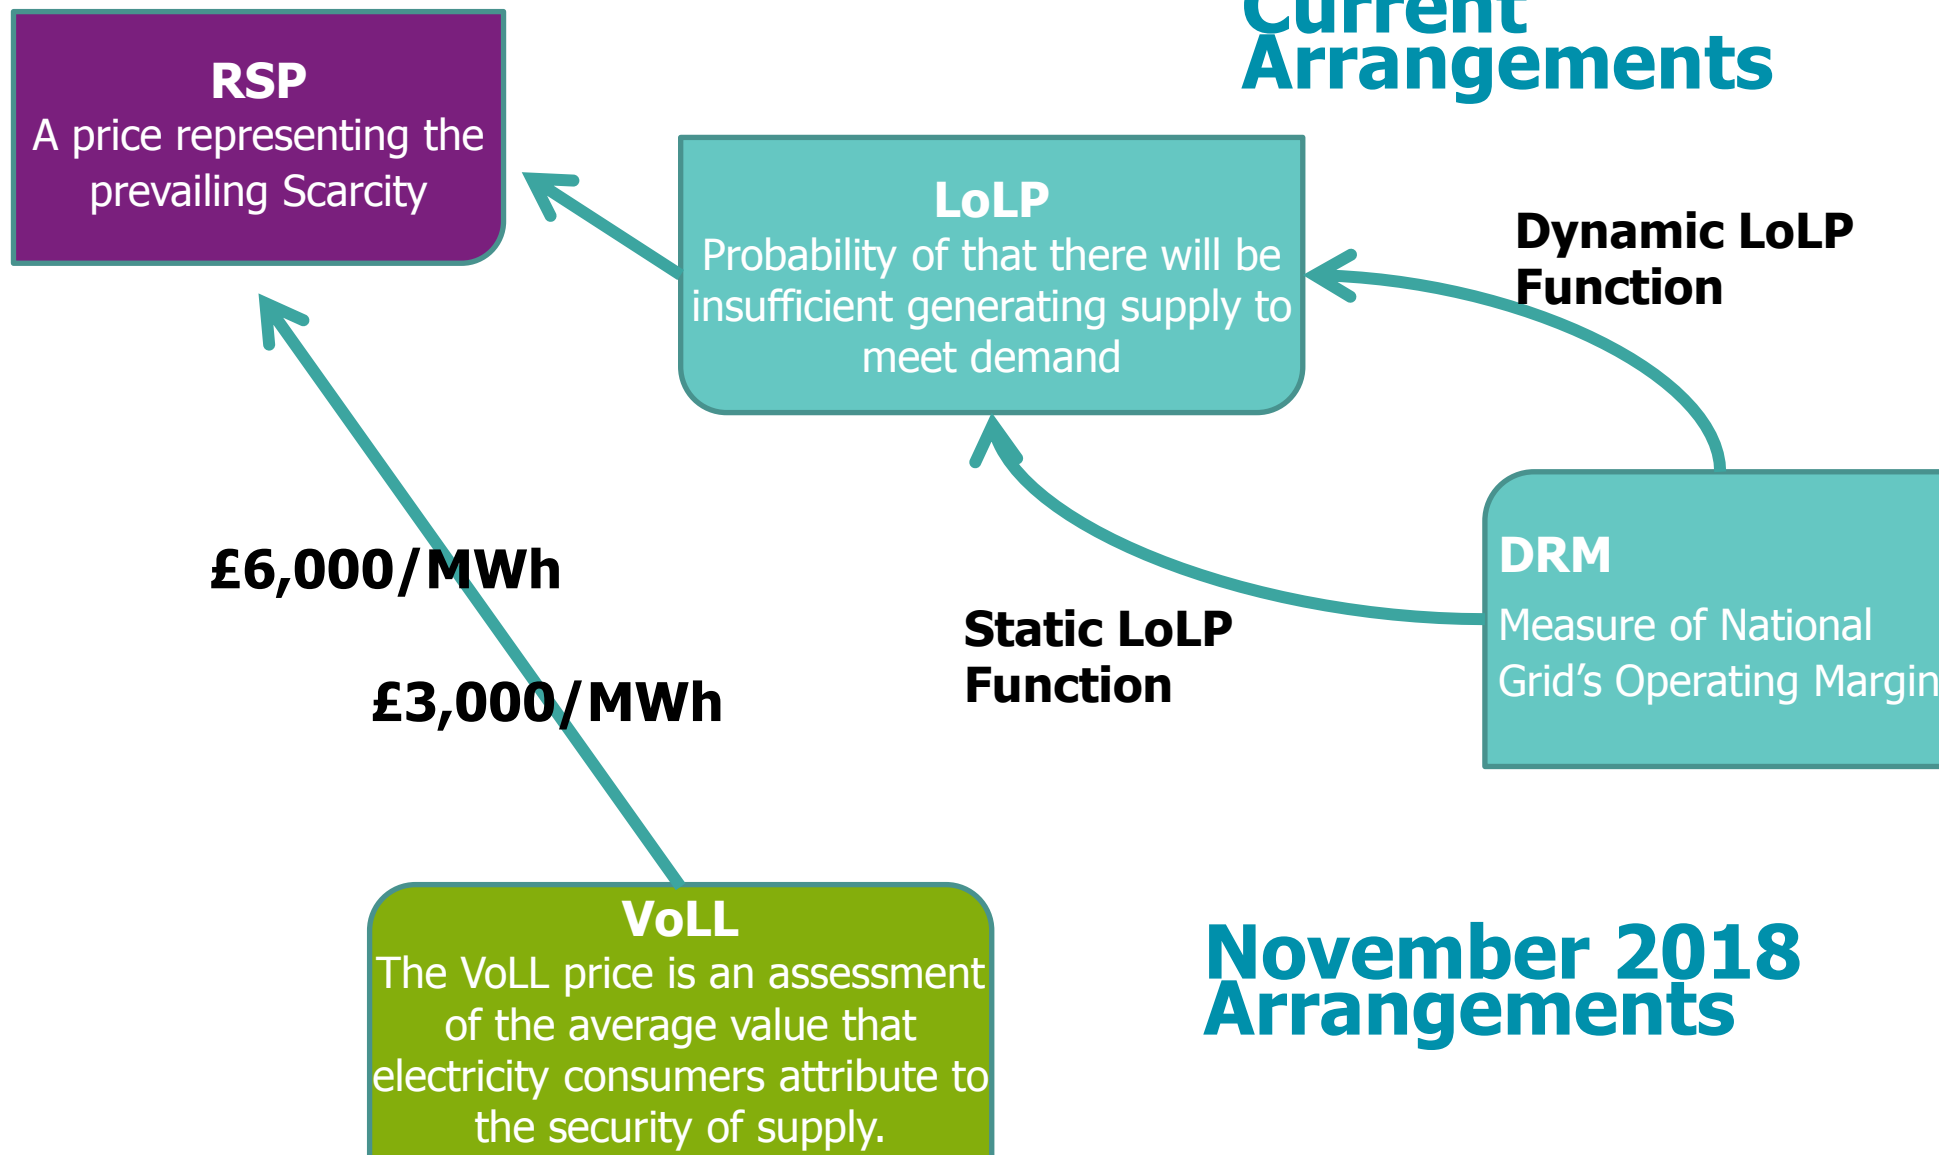 Current
Arrangements
RSP
A price representing the
prevailing Scarcity
LoLP
Probability of that there will be
insufficient generating supply to
meet demand
Dynamic LoLP
Function
DRM
Measure of National
Grid’s Operating Margin
Static LoLP
Function
£6,000/MWh
£3,000/MWh
VoLL
The VoLL price is an assessment
of the average value that
electricity consumers attribute to
the security of supply.
November 2018
Arrangements